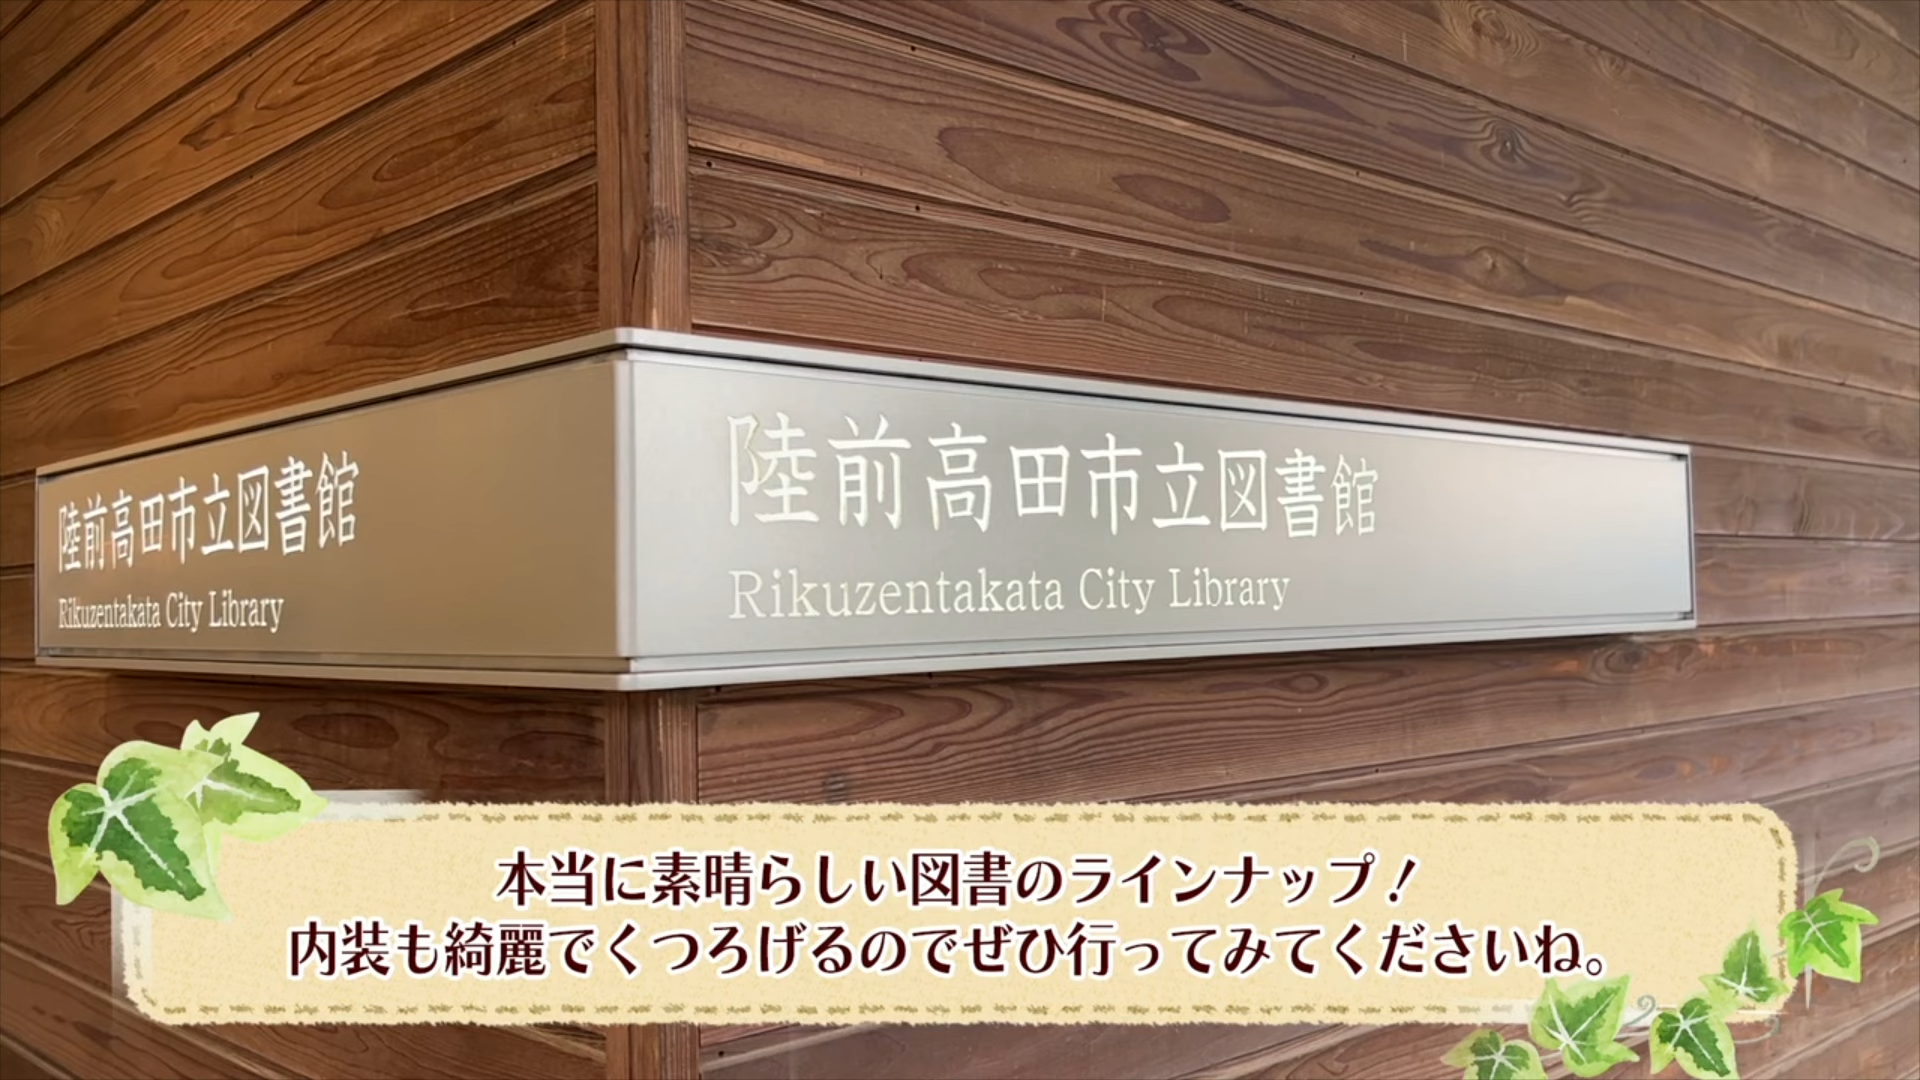 陸前高田市立図書館
Rikuzentakata City Library
陸前高田市立図書館
Rikuzentakata City Library
本当に素晴らしい図書のラインナップ！
内装も綺麗でくつろげるのでぜひ行ってみてくださいね。